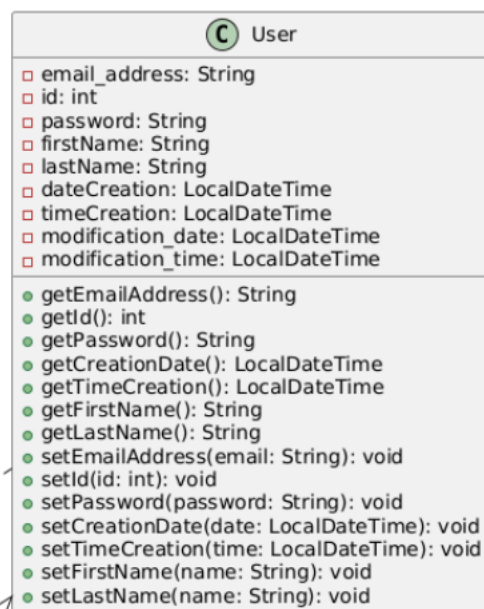 C User
email_address: String
id: int
password: String
firstName: String
lastName: String
dateCreation: LocalDateTime
timeCreation: LocalDateTime
modification_date: LocalDateTime
modification_time: LocalDateTime
getEmailAddress(): String
getId(): int
getPassword(): String
getCreationDate(): LocalDateTime
getTimeCreation(): LocalDateTime
getFirstName(): String
getLastName(): String
setEmailAddress(email: String): void
setId(id: int): void
setPassword(password: String): void
setCreationDate(date: LocalDateTime): void
setTimeCreation(time: LocalDateTime): void
setFirstName(name: String): void
setLastName(name: String): void